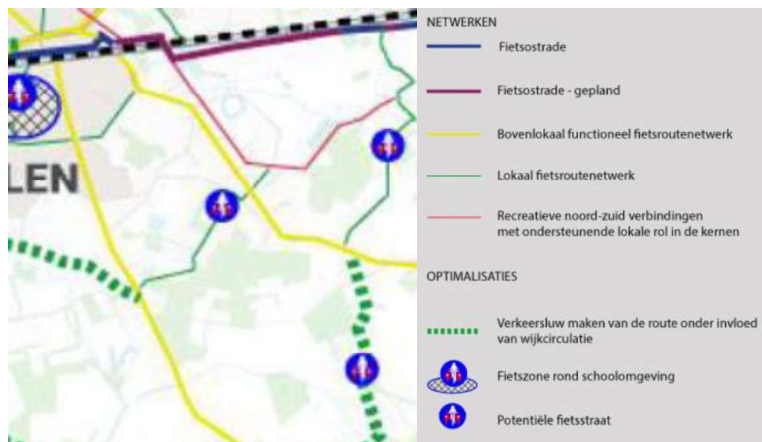 LEN
NETWERKEN
Fietsostrade
Fietsostrade - gepland
Bovenlokaal functioneel fietsroutenetwerk
Lokaal fietsroutenetwerk
Recreatieve noord-zuid verbindingen
met ondersteunende lokale rol in de kernen
OPTIMALISATIES
Verkeersluw maken van de route onder invloed
van wijkcirculatie
Fietszone rond schoolomgeving
Potentiële fietsstraat